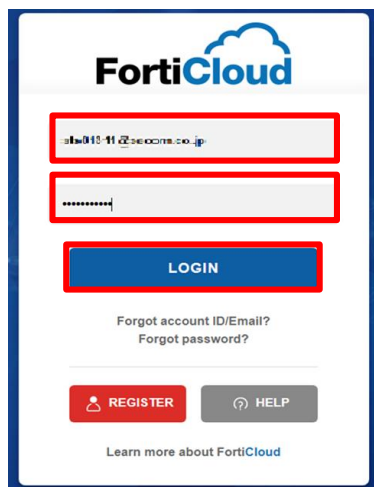 FortiCloud
LOGIN
Forgot account ID/Email?
Forgot password?
REGISTER
HELP
Learn more about FortiCloud